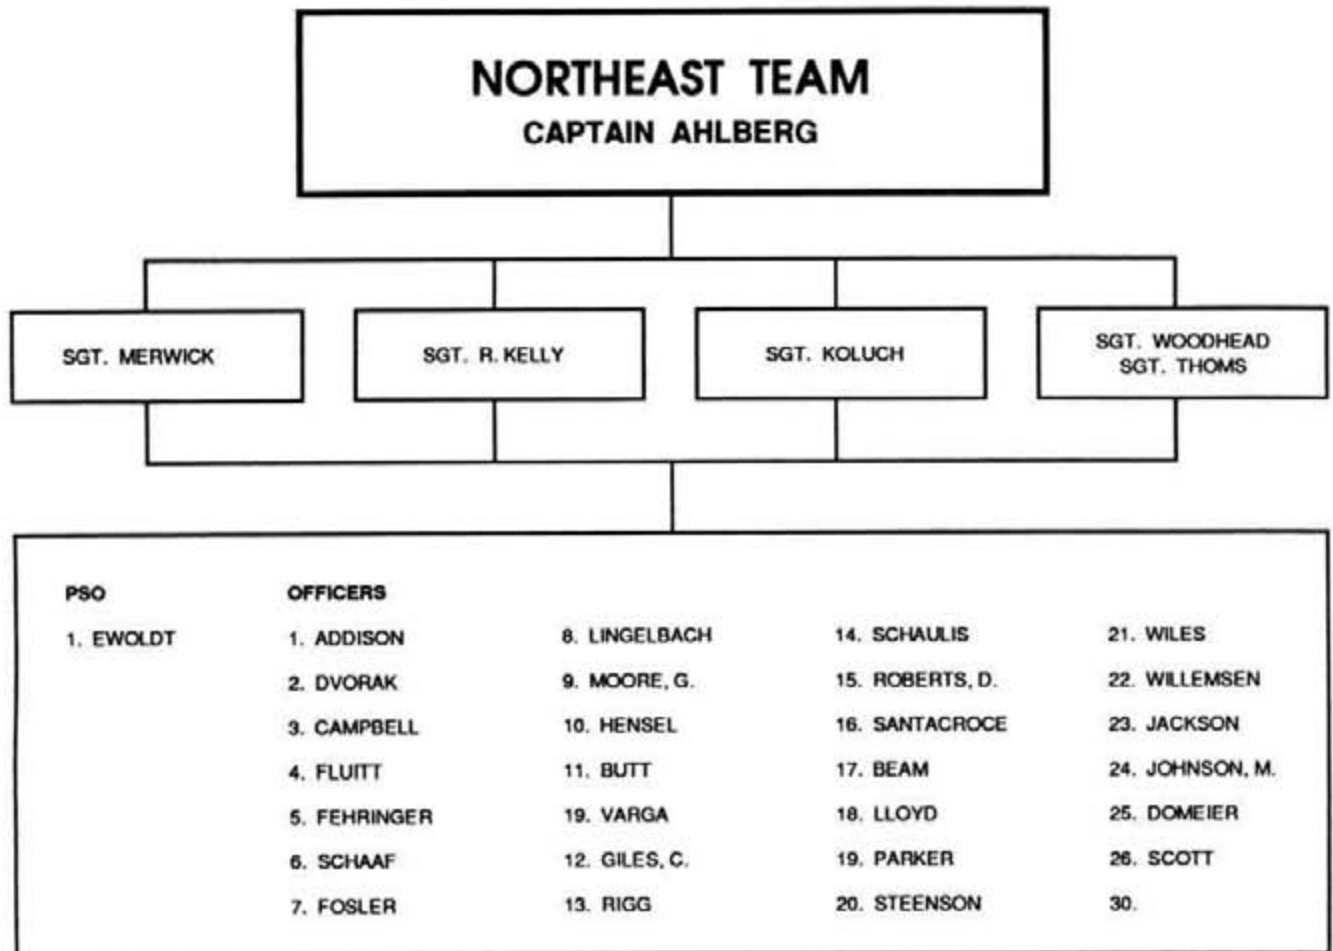 NORTHEAST TEAM
CAPTAIN AHLBERG
SGT. MERWICK
SGT. R. KELLY
SGT. KOLUCH
SGT. WOODHEAD
SGT. THOMS
PSO
1. EWOLDT
OFFICERS
1. ADDISON
2. DVORAK
3. CAMPBELL
4. FLUITT
5. FEHRINGER
6. SCHAAF
7. FOSLER
8. LINGELBACH
9. MOORE, G.
10. HENSEL
11. BUTT
19. VARGA
12. GILES, C.
13. RIGG
14. SCHAULIS
15. ROBERTS, D.
16. SANTACROCE
17. BEAM
18. LLOYD
19. PARKER
20. STEENSON
21. WILES
22. WILLEMSEN
23. JACKSON
24. JOHNSON, M.
25. DOMEIER
26. SCOTT
30.